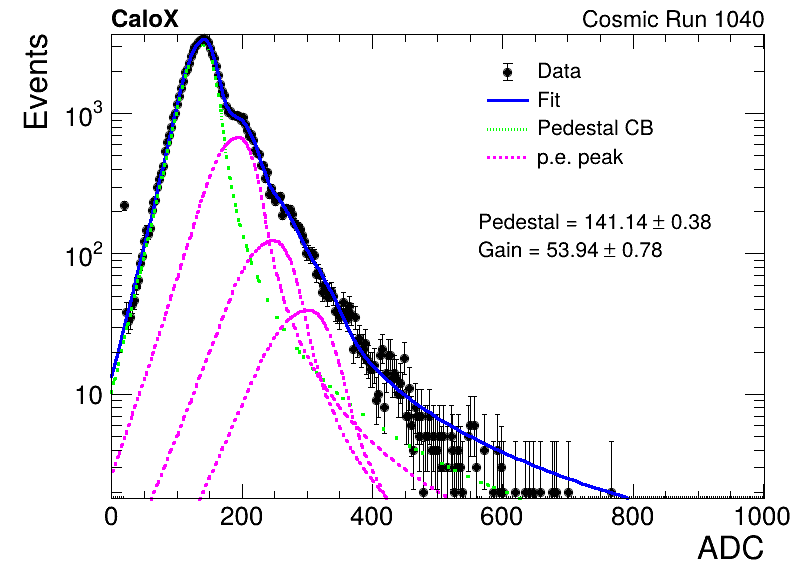 CaloX Cosmic Run 1040
Events
Data
Fit
Pedestal CB
p.e. peak
Pedestal = 141.14 ± 0.38
Gain = 53.94 ± 0.78
10³
10²
10
0 200 400 600 800 1000
ADC